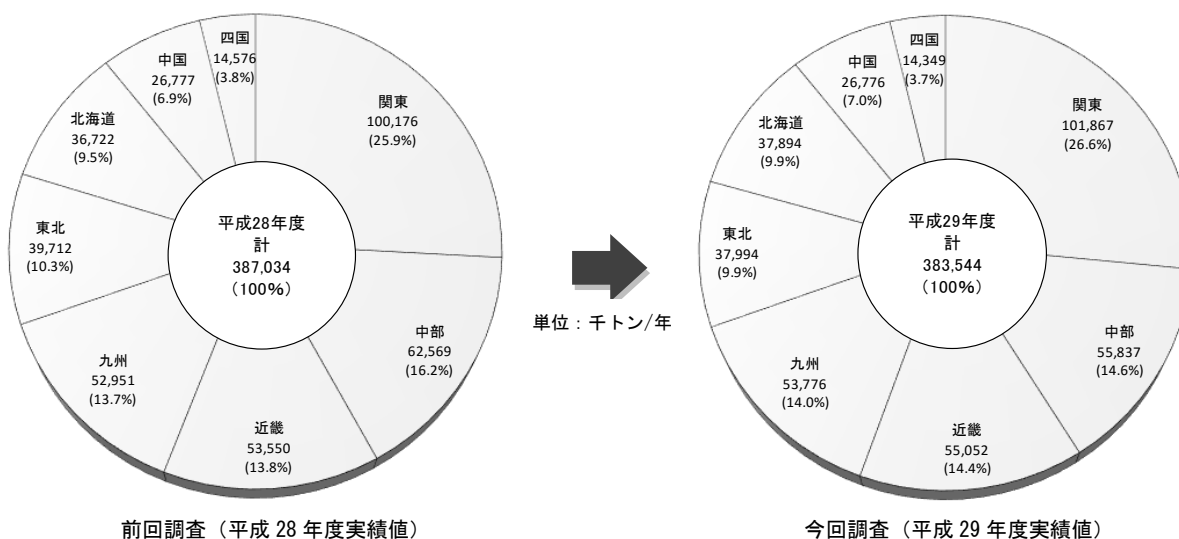 関東
100,176
(25.9%)
中部
62,569
(16.2%)
近畿
53,550
(13.8%)
九州
52,951
(13.7%)
東北
39,712
(10.3%)
北海道
36,722
(9.5%)
中国
26,777
(6.9%)
四国
14,576
(3.8%)
平成28年度
計
387,034
(100%)
前回調査(平成 28 年度実績値)
単位:千トン/年
関東
101,867
(26.6%)
中部
55,837
(14.6%)
近畿
55,052
(14.4%)
九州
53,776
(14.0%)
東北
37,994
(9.9%)
北海道
37,894
(9.9%)
中国
26,776
(7.0%)
四国
14,349
(3.7%)
平成29年度
計
383,544
(100%)
今回調査(平成 29 年度実績値)